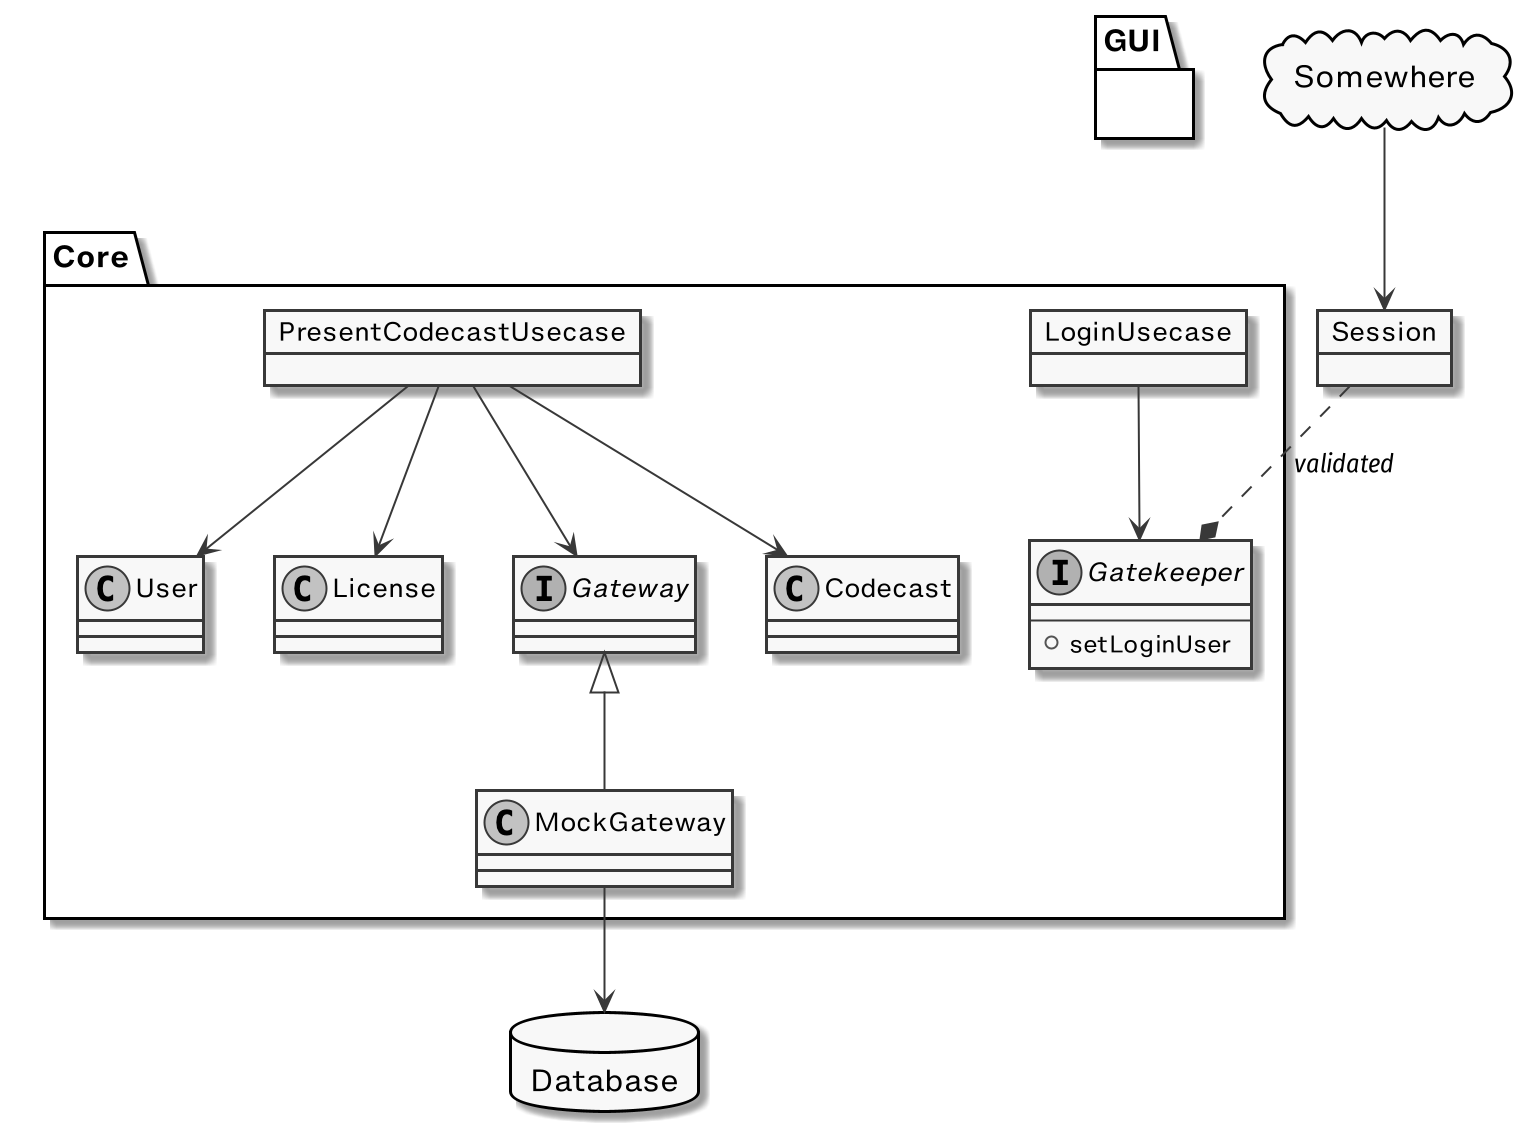 GUI
Somewhere
Core
PresentCodecastUsecase
LoginUsecase
Session
validated
C User
C License
I Gateway
C Codecast
I Gatekeeper
setLoginUser
C MockGateway
Database